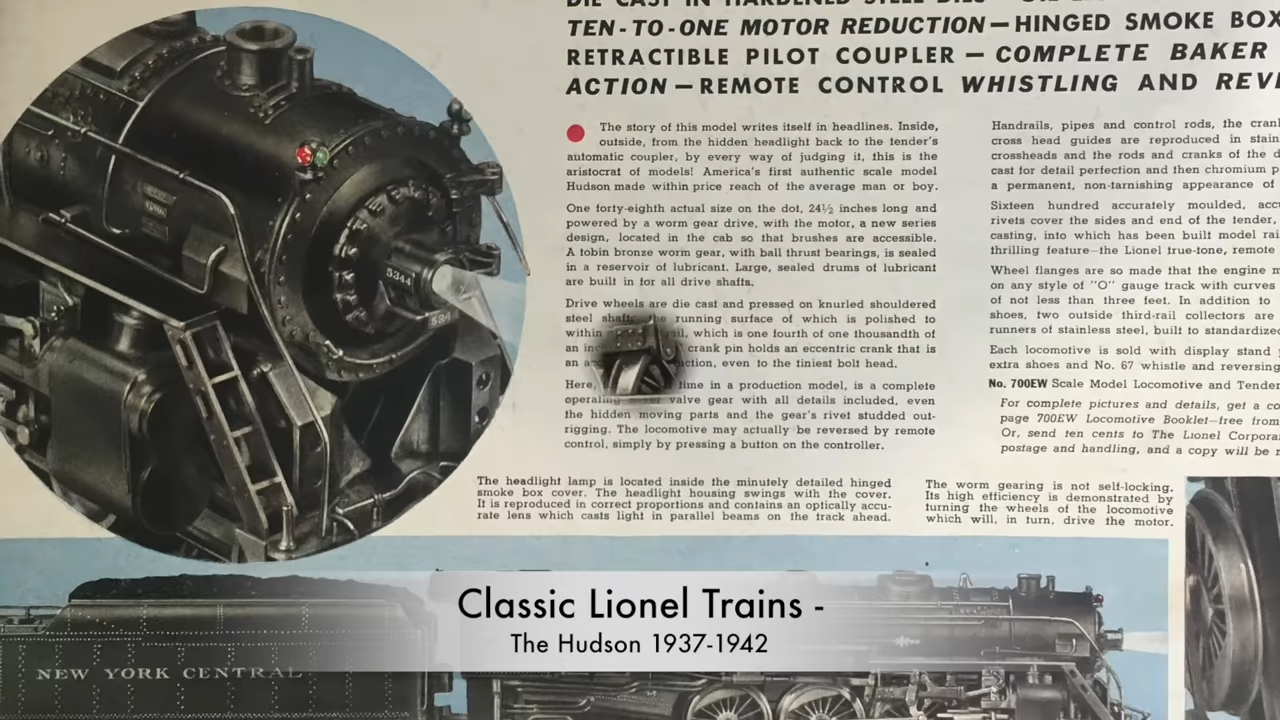 DIE CAST IN HARDENED STEEL DIES
TEN-TO-ONE MOTOR REDUCTION—HINGED SMOKE BOX
RETRACTIBLE PILOT COUPLER — COMPLETE BAKER
ACTION — REMOTE CONTROL WHISTLING AND REV
The story of this model writes itself in headlines. Inside,
outside, from the hidden headlight back to the tender's
automatic coupler, by every way of judging it, this is the
aristocrat of models! America's first authentic scale model
Hudson made within price reach of the average man or boy.
One forty-eighth actual size on the dot, 24½ inches long and
powered by a worm gear drive, with the motor, a new series
design, located in the cab so that brushes are accessible.
A tobin bronze worm gear, with ball thrust bearings, is sealed
in a reservoir of lubricant. Large, sealed drums of lubricant
are built in for all drive shafts.
Drive wheels are die cast and pressed on knurled shouldered
steel shafts, the running surface of which is polished to
within il, which is one fourth of one thousandth of
an in crank pin holds an eccentric crank that is
an a ction, even to the tiniest bolt head.
Here, time in a production model, is a complete
operating valve gear with all details included, even
the hidden moving parts and the gear's rivet studded out-
rigging. The locomotive may actually be reversed by remote
control, simply by pressing a button on the controller.
Handrails, pipes and control rods, the crank
cross head guides are reproduced in stain
crossheads and the rods and cranks of the d
cast for detail perfection and then chromium p
a permanent, non-tarnishing appearance of
Sixteen hundred accurately moulded, accu
rivets cover the sides and end of the tender,
casting, into which has been built model rai
thrilling feature—the Lionel true-tone, remote
Wheel flanges are so made that the engine m
on any style of "O" gauge track with curves
of not less than three feet. In addition to
shoes, two outside third-rail collectors are
runners of stainless steel, built to standardize
Each locomotive is sold with display stand
extra shoes and No. 67 whistle and reversing
No. 700EW Scale Model Locomotive and Tender
For complete pictures and details, get a co
page 700EW Locomotive Booklet—free from
Or, send ten cents to The Lionel Corpora
postage and handling, and a copy will be m
The headlight lamp is located inside the minutely detailed hinged
smoke box cover. The headlight housing swings with the cover.
It is reproduced in correct proportions and contains an optically accu-
rate lens which casts light in parallel beams on the track ahead.
The worm gearing is not self-locking.
Its high efficiency is demonstrated by
turning the wheels of the locomotive
which will, in turn, drive the motor.
5344
NEW YORK CENTRAL
Classic Lionel Trains -
The Hudson 1937-1942